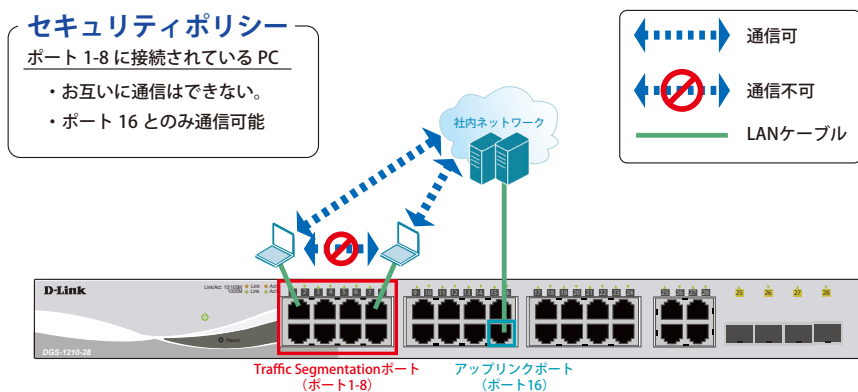 セキュリティポリシー
ポート 1-8 に接続されている PC
・お互いに通信はできない。
・ポート 16 とのみ通信可能
通信可
通信不可
LANケーブル
社内ネットワーク
D-Link
Reset
DGS-1210-28
25 26 27 28
Traffic Segmentationポート
（ポート1-8）
アップリンクポート
（ポート16）